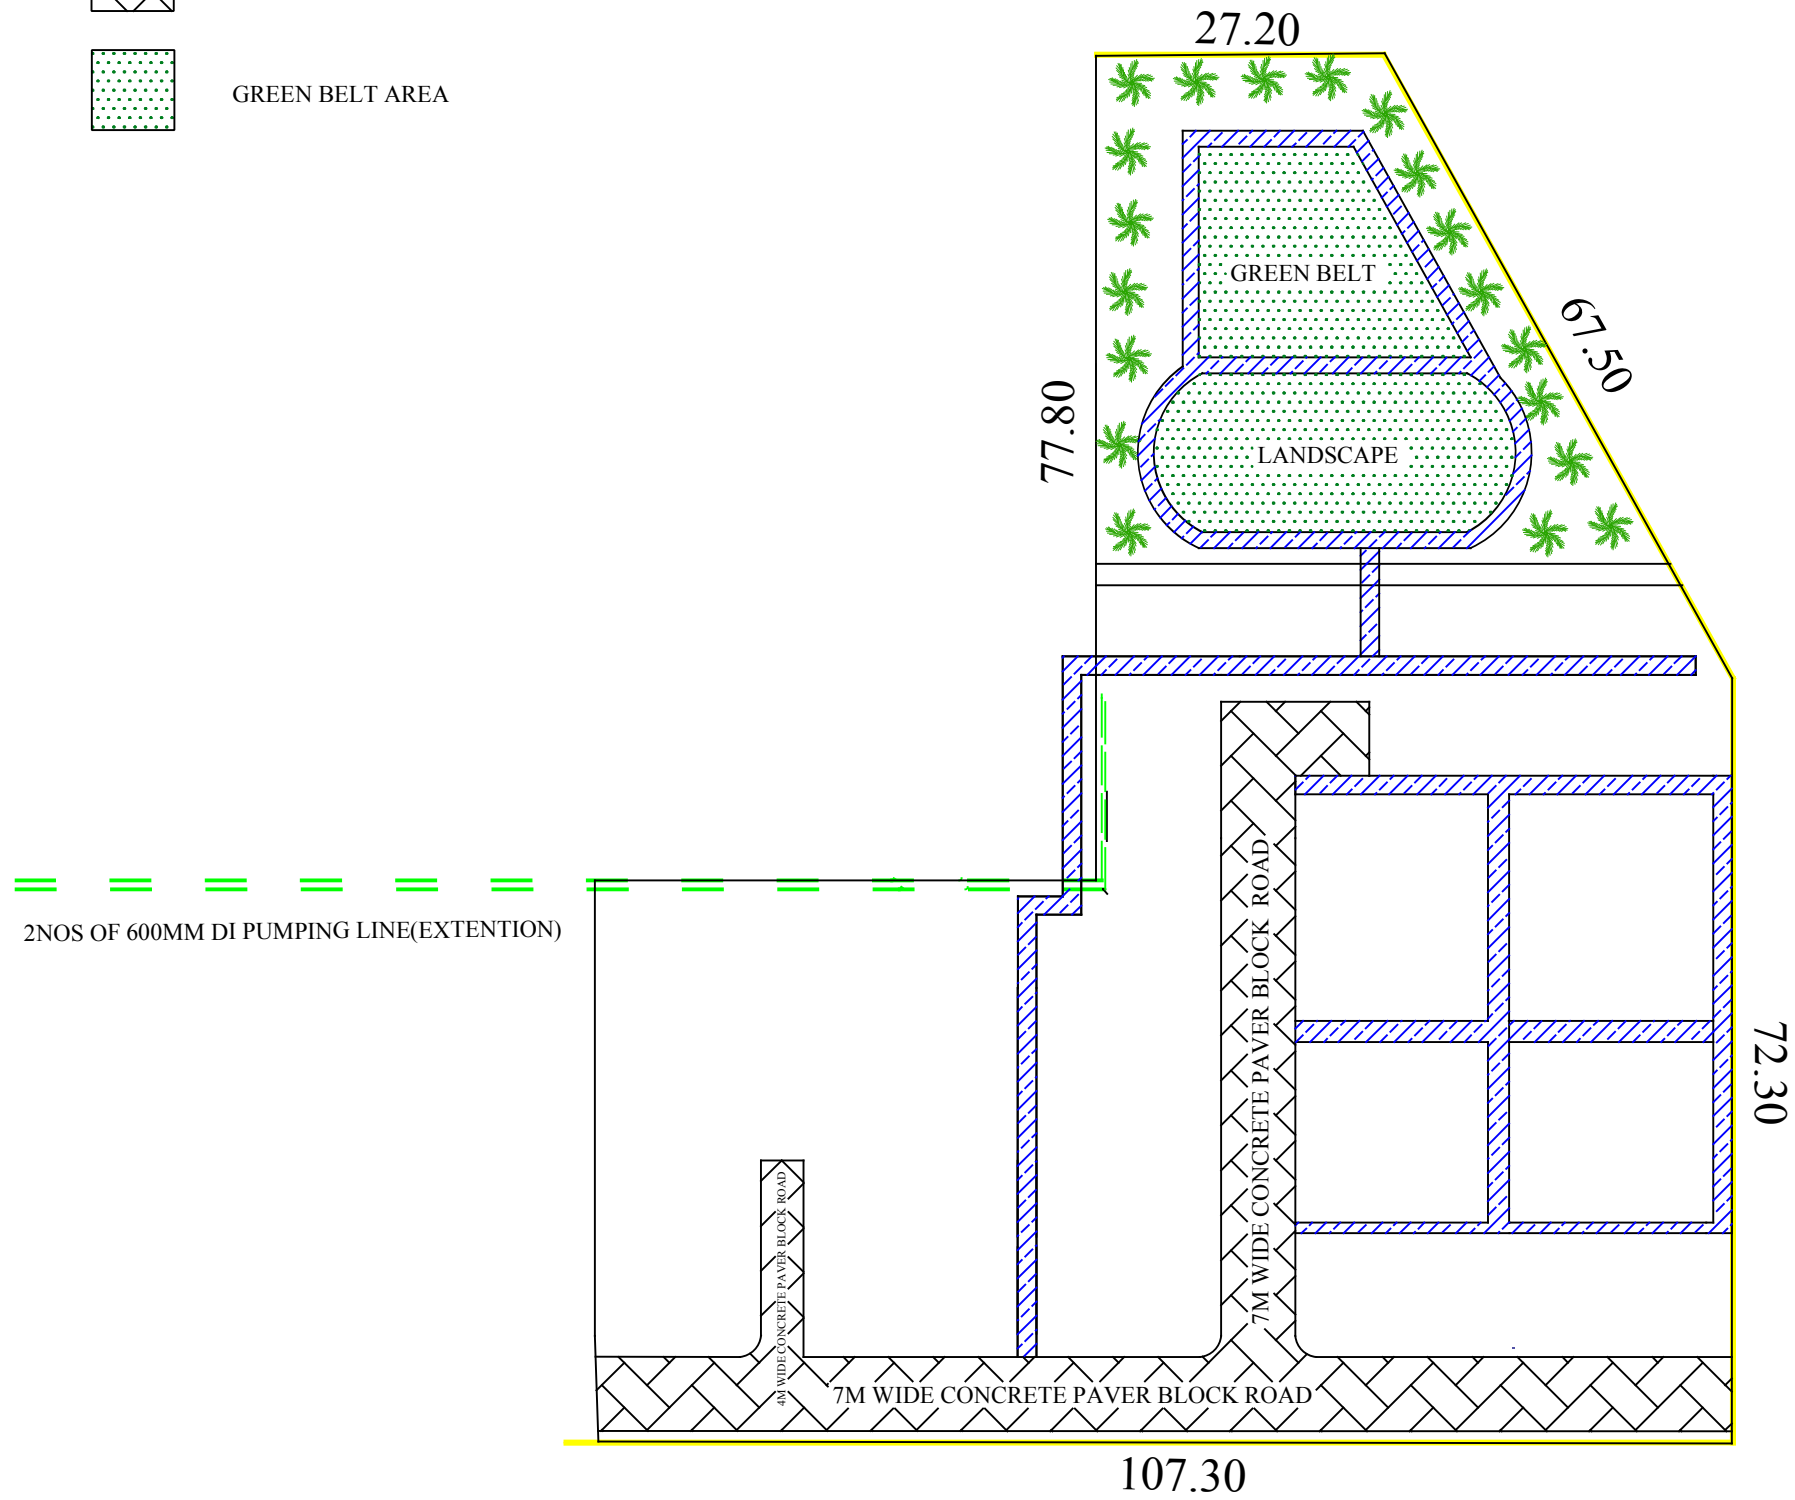 27.20
GREEN BELT AREA
GREEN BELT
67.50
77.80
LANDSCAPE
2NOS OF 600MM DI PUMPING LINE(EXTENTION)
7M WIDE CONCRETE PAVER BLOCK ROAD
72.30
4M WIDE CONCRETE PAVER BLOCK ROAD
7M WIDE CONCRETE PAVER BLOCK ROAD
107.30